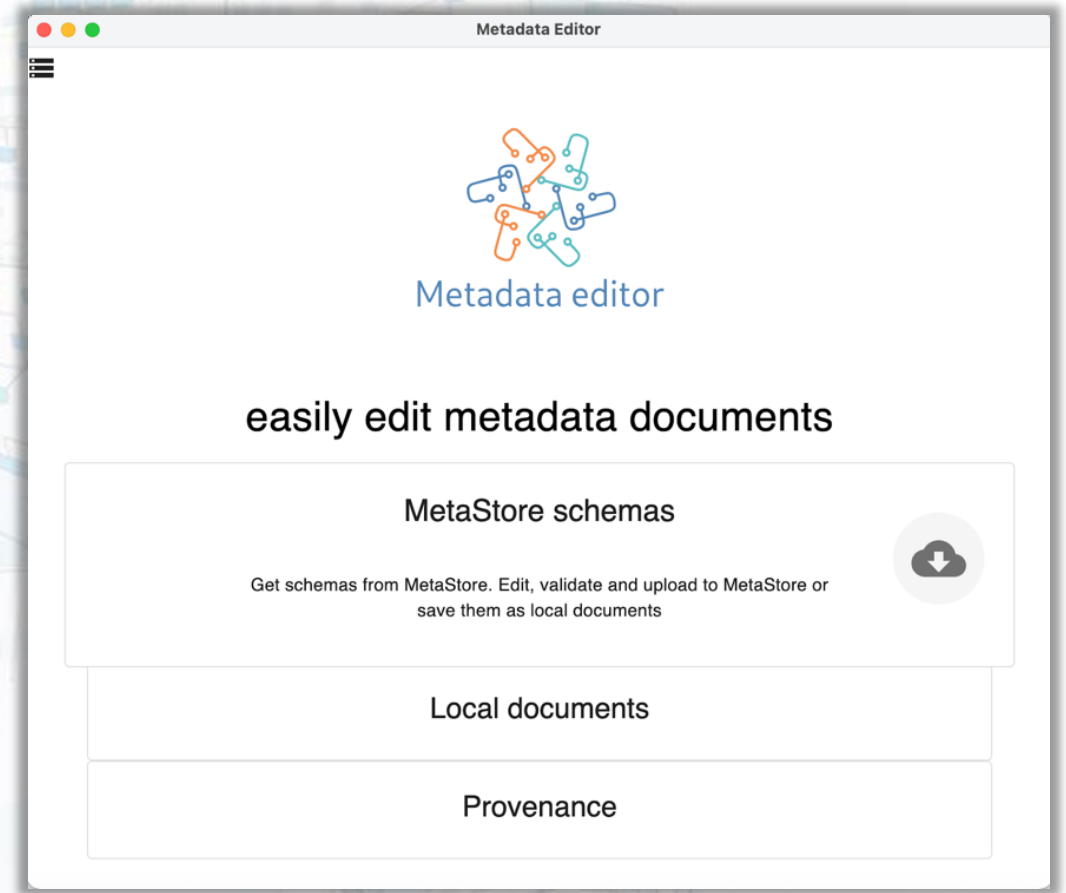 Metadata Editor
Metadata editor
easily edit metadata documents
MetaStore schemas
Get schemas from MetaStore. Edit, validate and upload to MetaStore or
save them as local documents
Local documents
Provenance